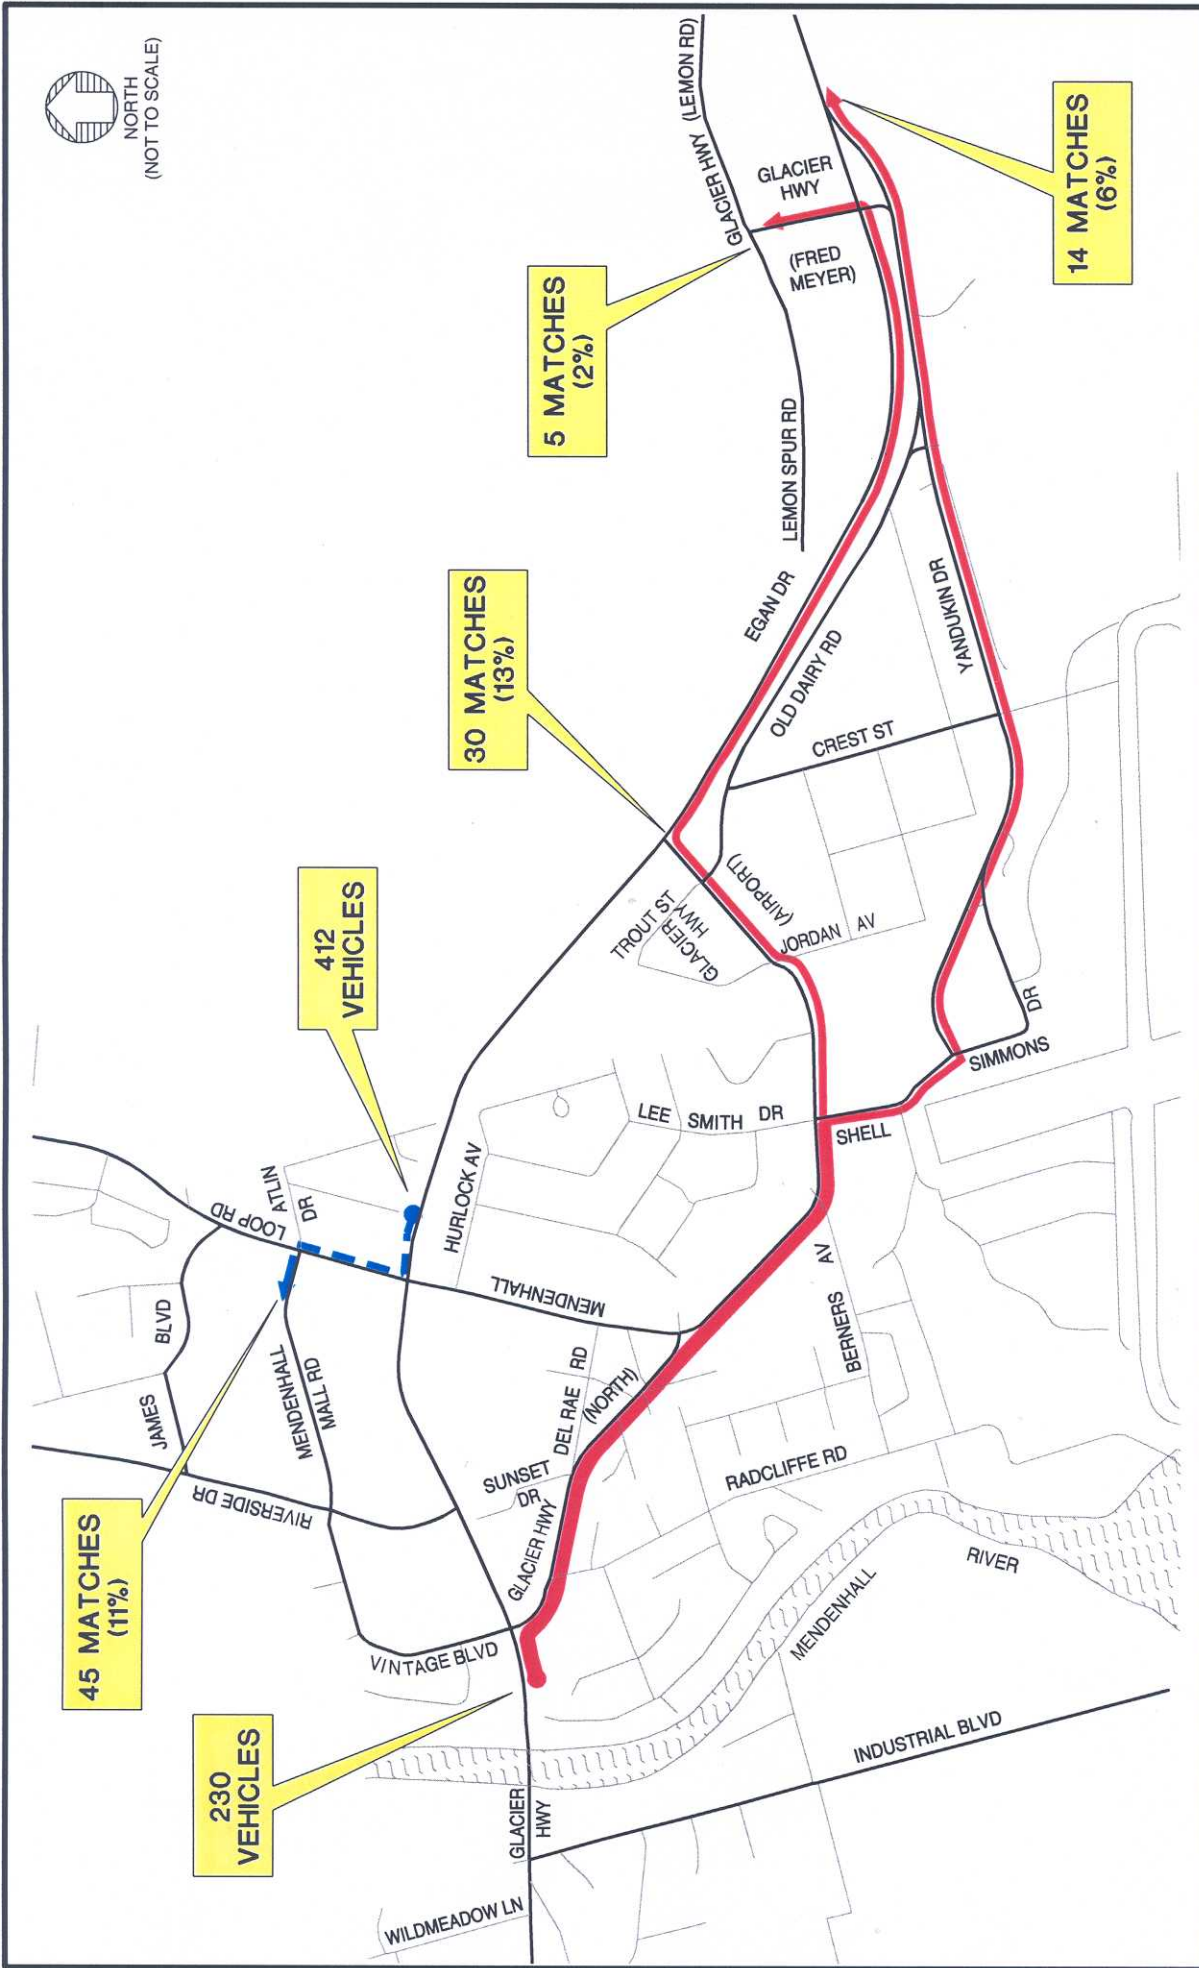 NORTH
(NOT TO SCALE)
GLACIER HWY (LEMON RD)
GLACIER
HWY
(FRED
MEYER)
14 MATCHES
(6%)
5 MATCHES
(2%)
LEMON SPUR RD
EGAN DR
OLD DAIRY RD
YANDUKIN DR
CREST ST
30 MATCHES
(13%)
TROUT ST
GLACIER
HWY
(AIRPORT)
JORDAN AV
412
VEHICLES
SIMMONS
DR
SHELL
LEE SMITH DR
HURLOCK AV
ATLIN
DR
LOOP RD
MENDENHALL
BERNERS AV
JAMES BLVD
MENDENHALL
MALL RD
RIVERSIDE DR
DEL RAE RD
(NORTH)
SUNSET
DR
GLACIER HWY
RADCLIFFE RD
45 MATCHES
(11%)
VINTAGE BLVD
MENDENHALL
RIVER
230
VEHICLES
GLACIER
HWY
INDUSTRIAL BLVD
WILDMEADOW LN